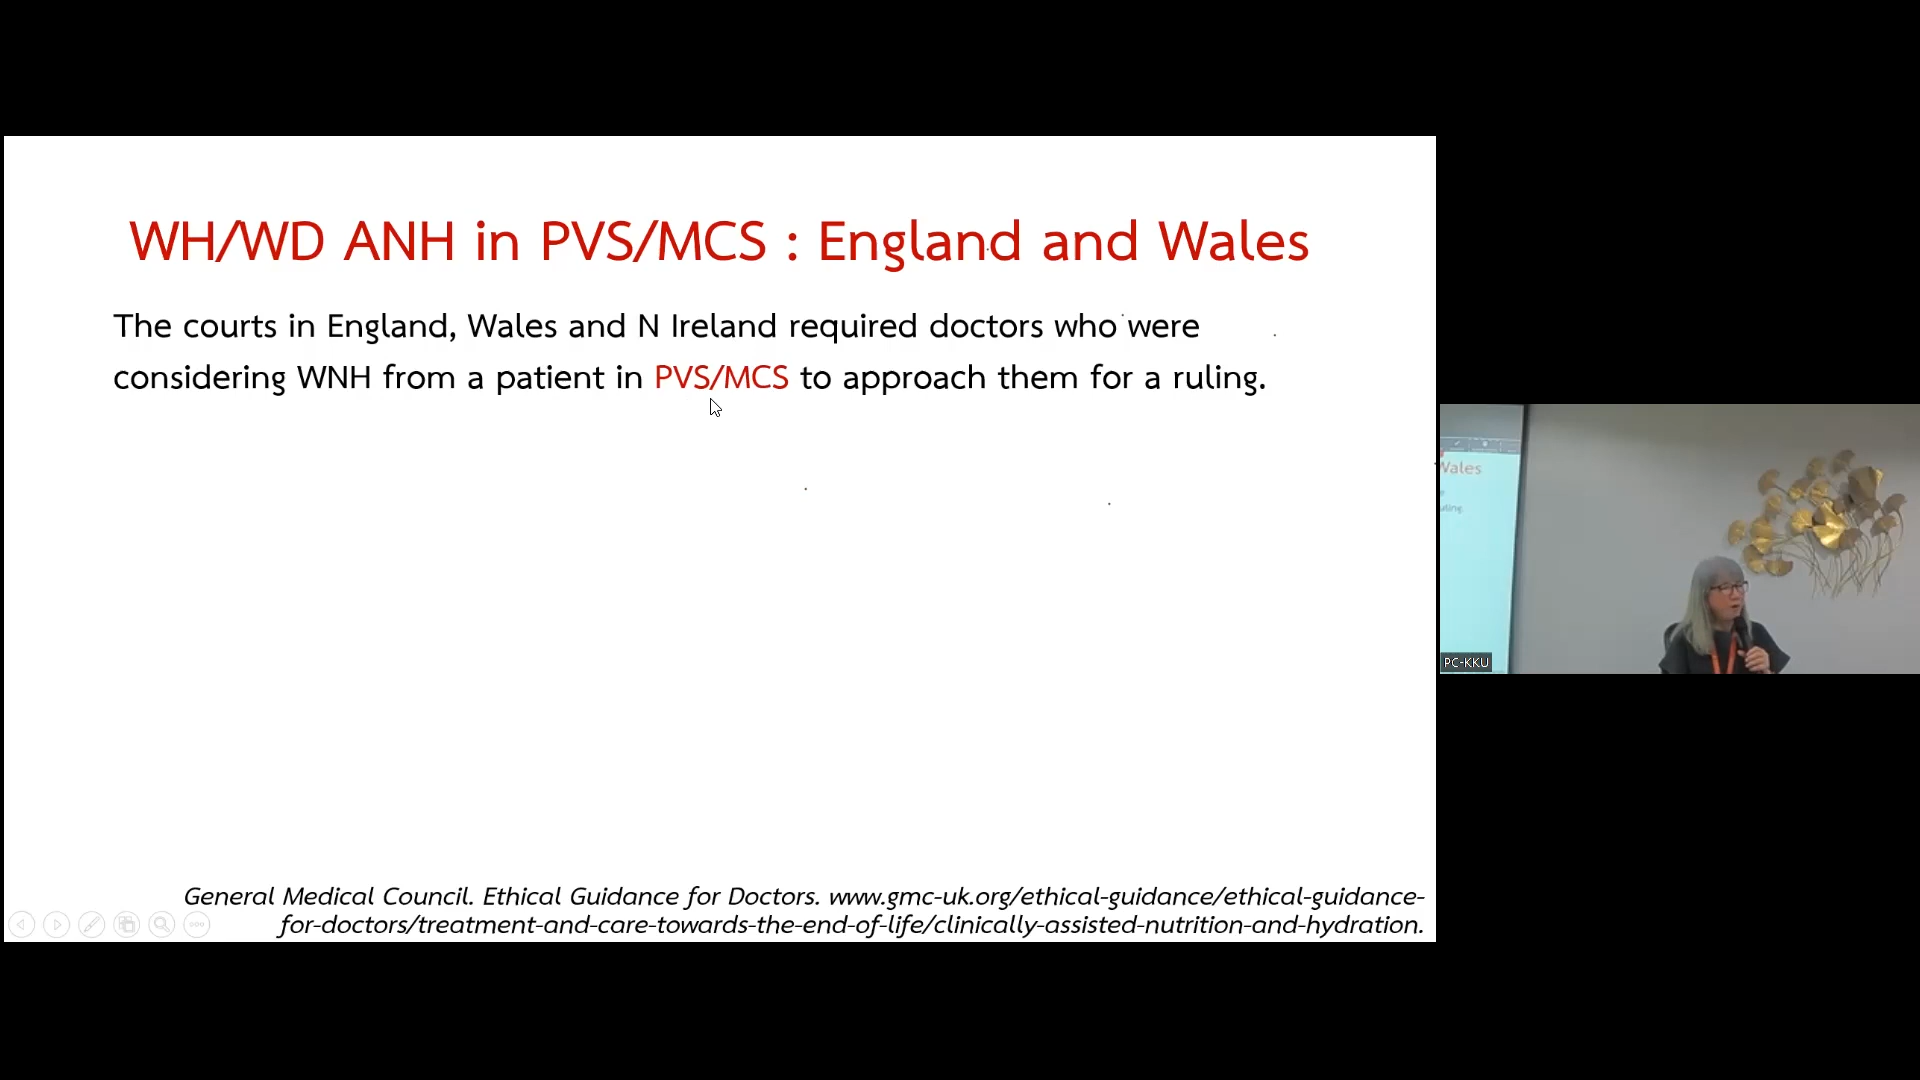 WH/WD ANH in PVS/MCS : England and Wales
The courts in England, Wales and N Ireland required doctors who were
considering WNH from a patient in PVS/MCS to approach them for a ruling.
General Medical Council. Ethical Guidance for Doctors. www.gmc-uk.org/ethical-guidance/ethical-guidance-
for-doctors/treatment-and-care-towards-the-end-of-life/clinically-assisted-nutrition-and-hydration.
Wales
uling.
PC-KKU